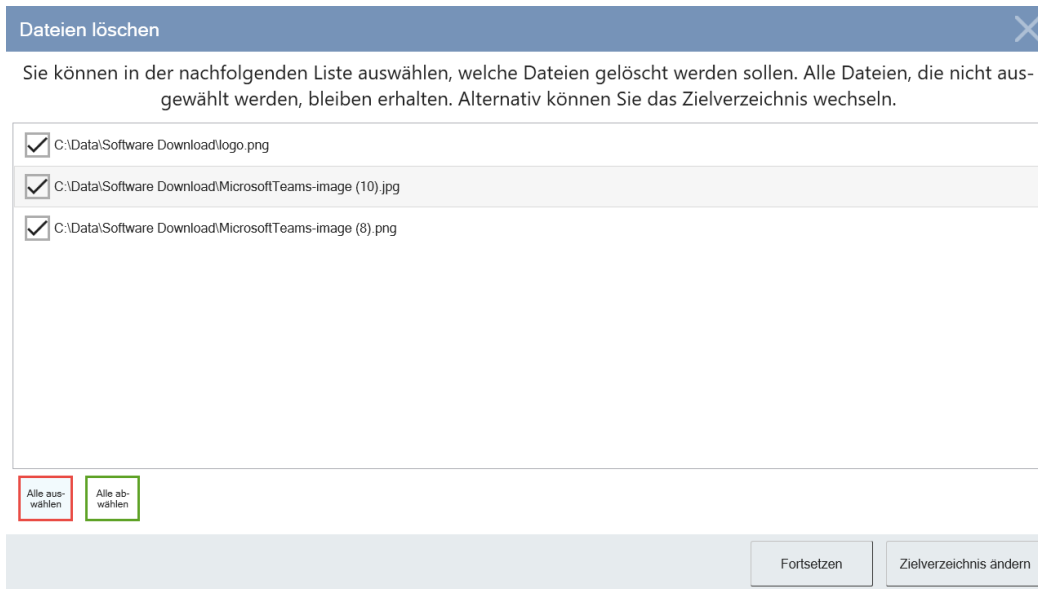 Dateien löschen
Sie können in der nachfolgenden Liste auswählen, welche Dateien gelöscht werden sollen. Alle Dateien, die nicht aus-
gewählt werden, bleiben erhalten. Alternativ können Sie das Zielverzeichnis wechseln.
C:\Data\Software Download\logo.png
C:\Data\Software Download\MicrosoftTeams-image (10).jpg
C:\Data\Software Download\MicrosoftTeams-image (8).png
Alle aus-
wählen
Alle ab-
wählen
Fortsetzen
Zielverzeichnis ändern